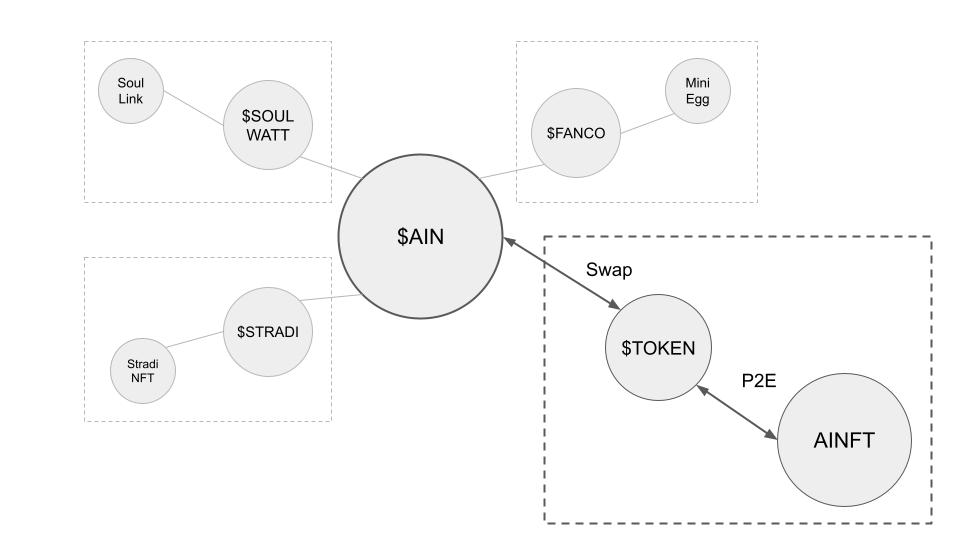 Soul
Link
$SOUL
WATT
$FANCO
Mini
Egg
$AIN
Swap
$STRADI
Stradi
NFT
$TOKEN
P2E
AINFT